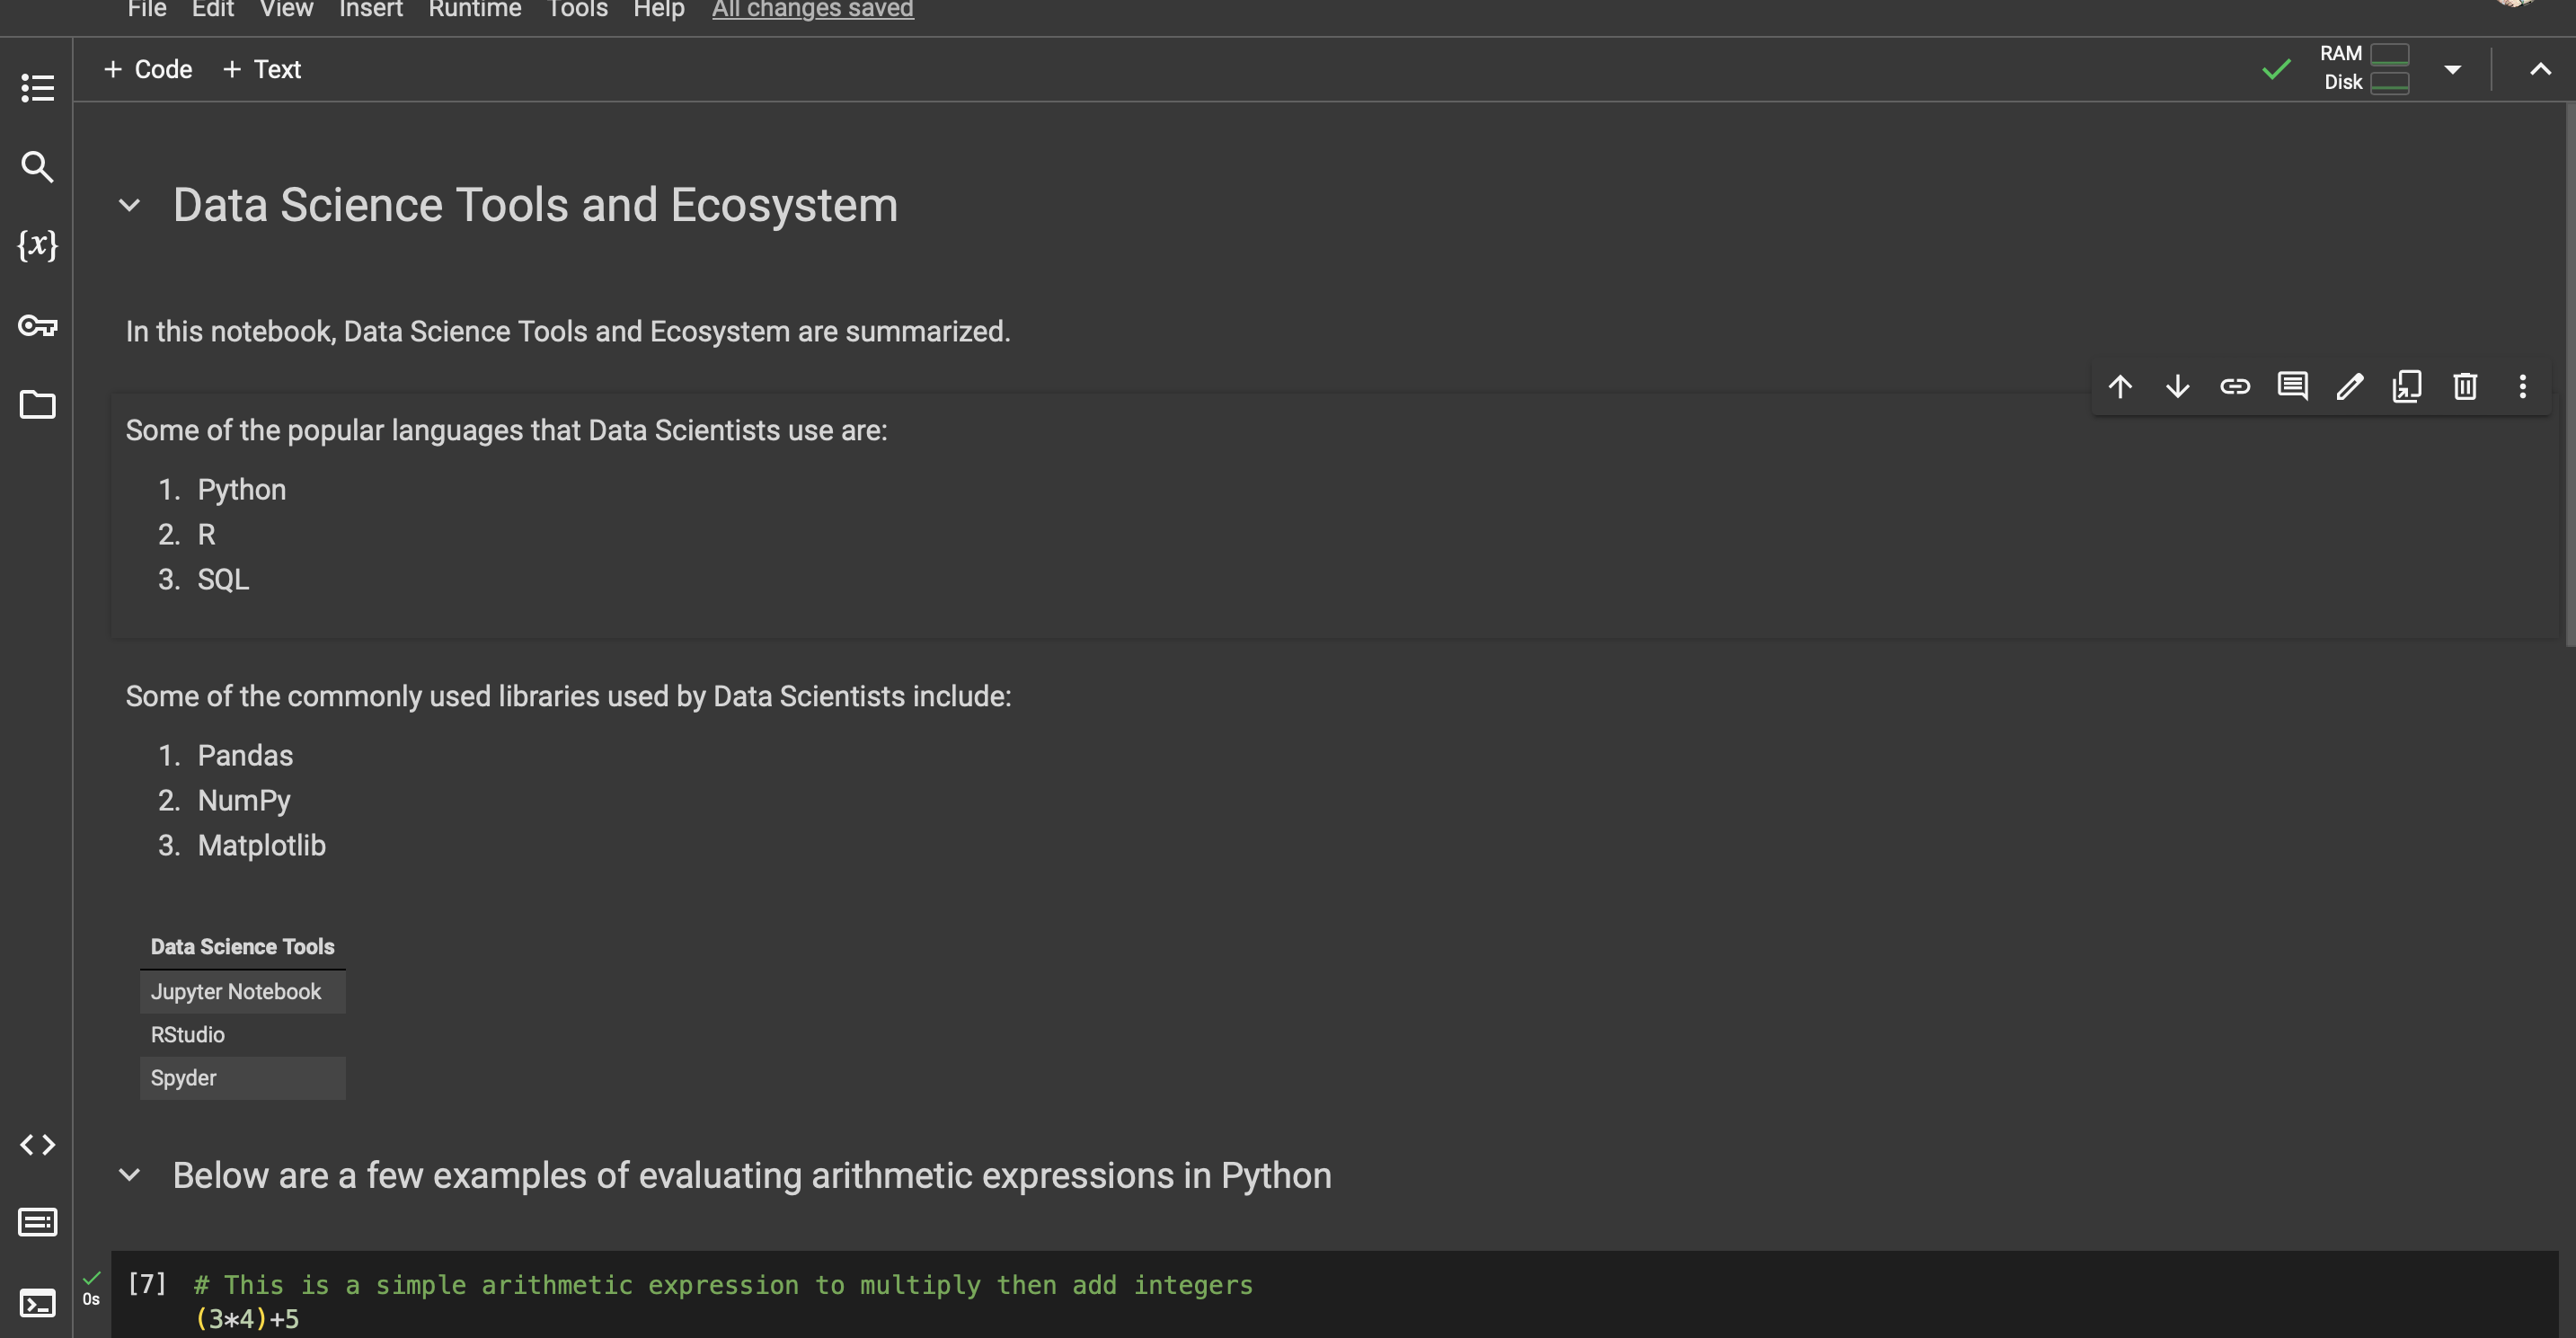 File Edit View Insert Runtime Tools Help All changes saved
+ Code + Text
RAM
Disk
{x}
Data Science Tools and Ecosystem
In this notebook, Data Science Tools and Ecosystem are summarized.
Some of the popular languages that Data Scientists use are:
1. Python
2. R
3. SQL
Some of the commonly used libraries used by Data Scientists include:
1. Pandas
2. NumPy
3. Matplotlib
Data Science Tools
Jupyter Notebook
RStudio
Spyder
Below are a few examples of evaluating arithmetic expressions in Python
[7] # This is a simple arithmetic expression to multiply then add integers
0s
(3*4)+5